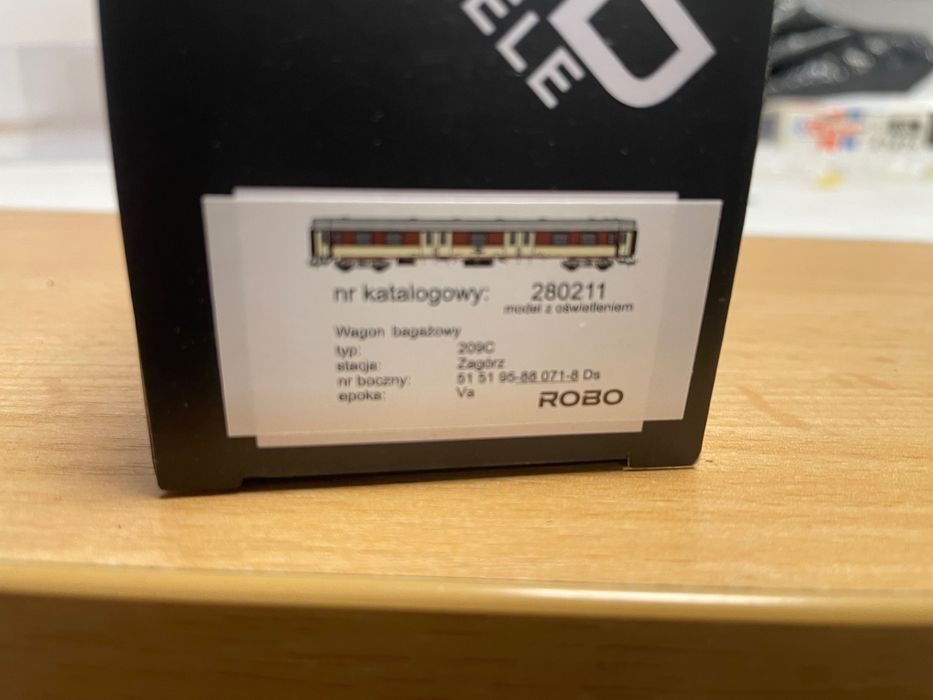 ELE
nr katalogowy: 280211
model z oświetleniem
Wagon bagażowy
typ: 209C
stacja: Zagórz
nr boczny: 51 51 95-88 071-8 Ds
epoka: Va
ROBO